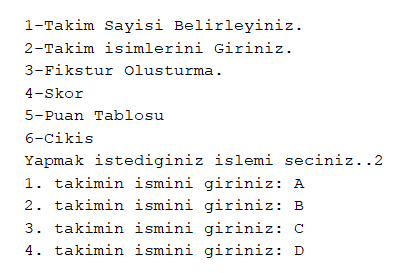 1-Takim Sayisi Belirleyiniz.
2-Takim isimlerini Giriniz.
3-Fikstur Olusturma.
4-Skor
5-Puan Tablosu
6-Cikis
Yapmak istediginiz islemi seciniz..2
1. takimin ismini giriniz: A
2. takimin ismini giriniz: B
3. takimin ismini giriniz: C
4. takimin ismini giriniz: D